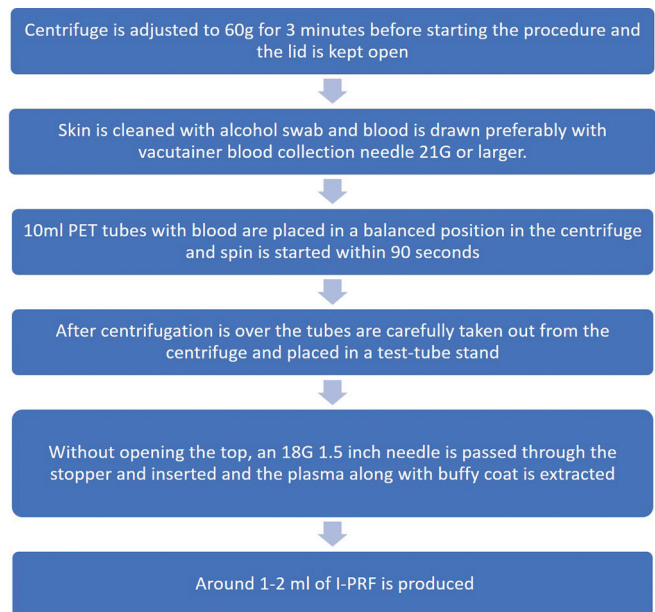 Centrifuge is adjusted to 60g for 3 minutes before starting the procedure and
the lid is kept open
Skin is cleaned with alcohol swab and blood is drawn preferably with
vacutainer blood collection needle 21G or larger.
10ml PET tubes with blood are placed in a balanced position in the centrifuge
and spin is started within 90 seconds
After centrifugation is over the tubes are carefully taken out from the
centrifuge and placed in a test-tube stand
Without opening the top, an 18G 1.5 inch needle is passed through the
stopper and inserted and the plasma along with buffy coat is extracted
Around 1-2 ml of I-PRF is produced